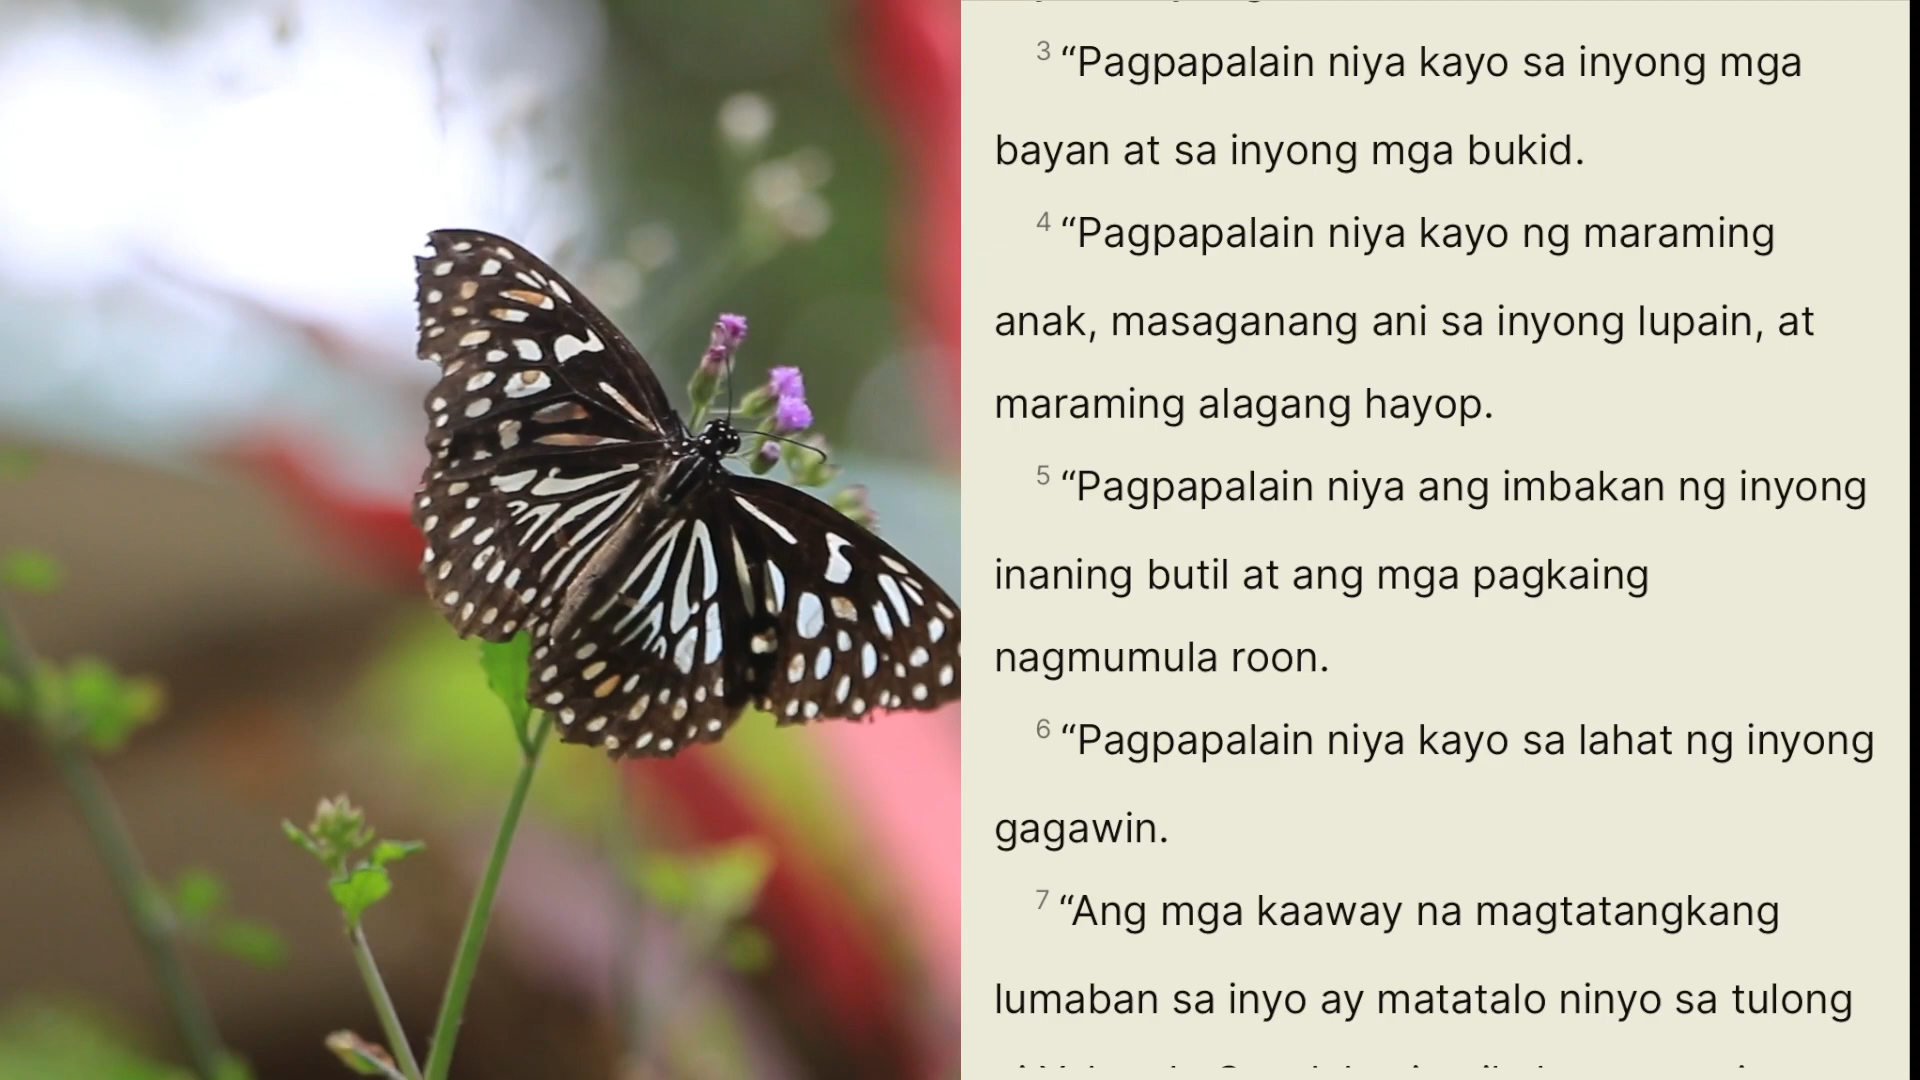 3 “Pagpapalain niya kayo sa inyong mga
bayan at sa inyong mga bukid.
4 “Pagpapalain niya kayo ng maraming
anak, masaganang ani sa inyong lupain, at
maraming alagang hayop.
5 “Pagpapalain niya ang imbakan ng inyong
inaning butil at ang mga pagkaing
nagmumula roon.
6 “Pagpapalain niya kayo sa lahat ng inyong
gagawin.
7 “Ang mga kaaway na magtatangkang
lumaban sa inyo ay matatalo ninyo sa tulong